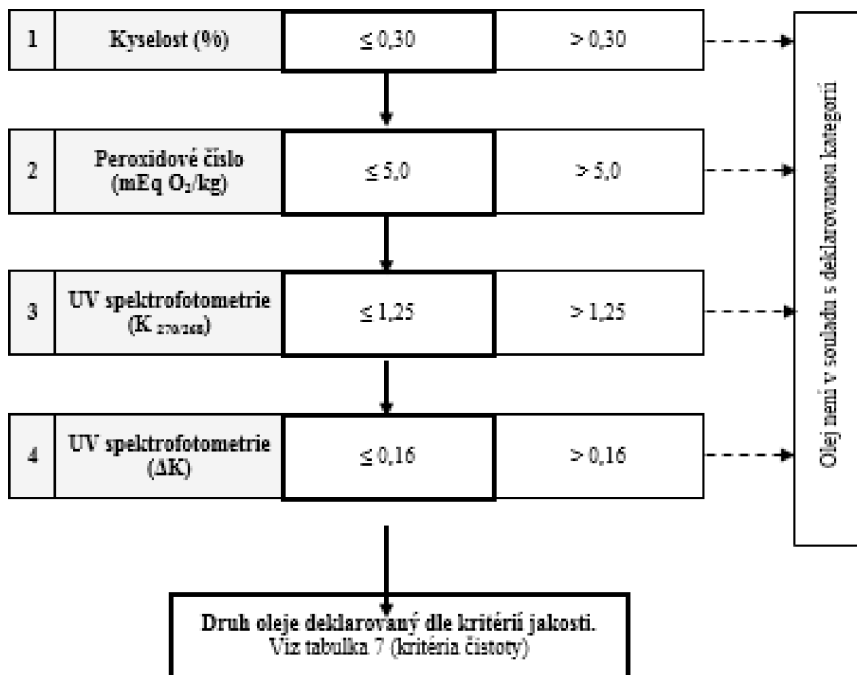 1 Kyselost (%) ≤ 0,30 > 0,30
2 Peroxidové číslo
(mEq O₂/kg) ≤ 5,0 > 5,0
3 UV spektrofotometrie
(K 270/268) ≤ 1,25 > 1,25
4 UV spektrofotometrie
(ΔK) ≤ 0,16 > 0,16
Olej není v souladu s deklarovanou kategorií
Druh oleje deklarovaný dle kritérií jakosti.
Viz tabulka 7 (kritéria čistoty)